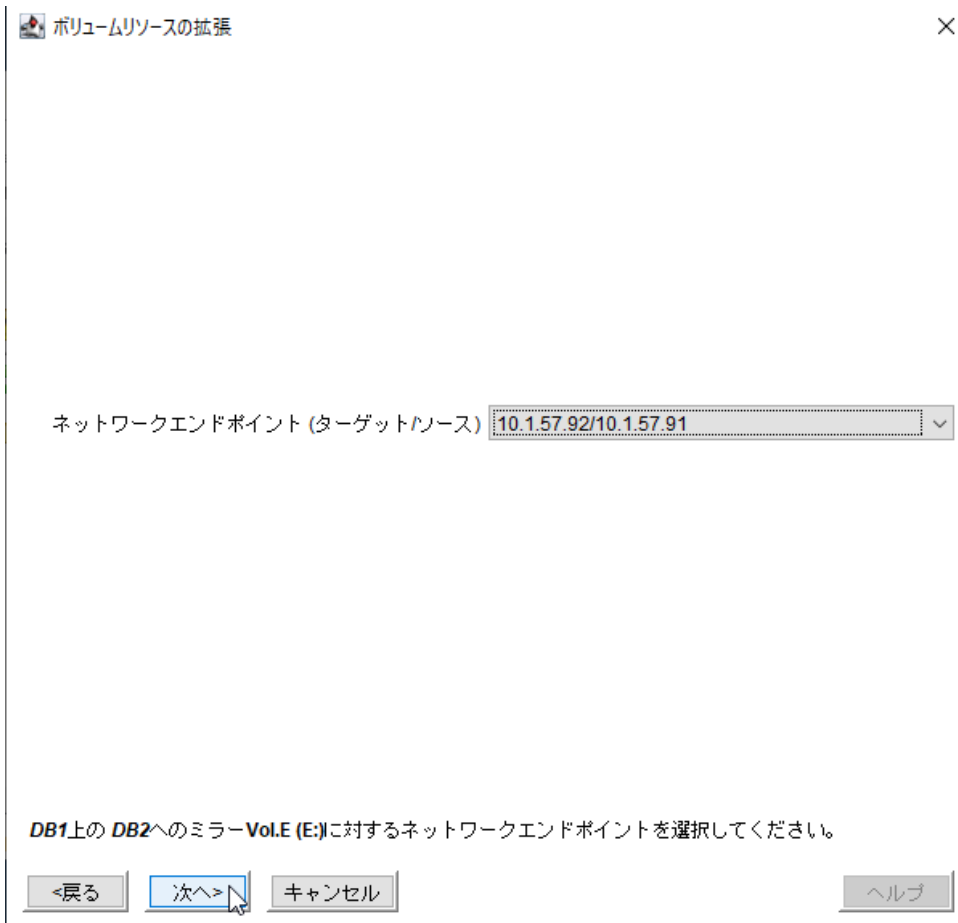 ボリュームリソースの拡張
ネットワークエンドポイント (ターゲット/ソース) 10.1.57.92/10.1.57.91
DB1上の DB2へのミラーVol.E (E:)に対するネットワークエンドポイントを選択してください。
<戻る 次へ> キャンセル ヘルプ